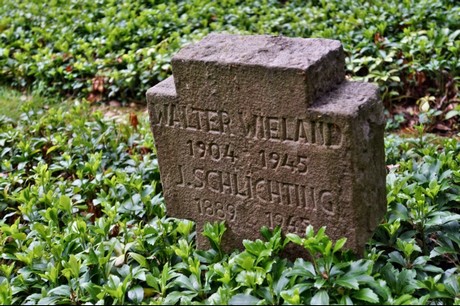 WALTER WIELAND
1904 - 1945
J. SCHLICHTING
1889 - 1945